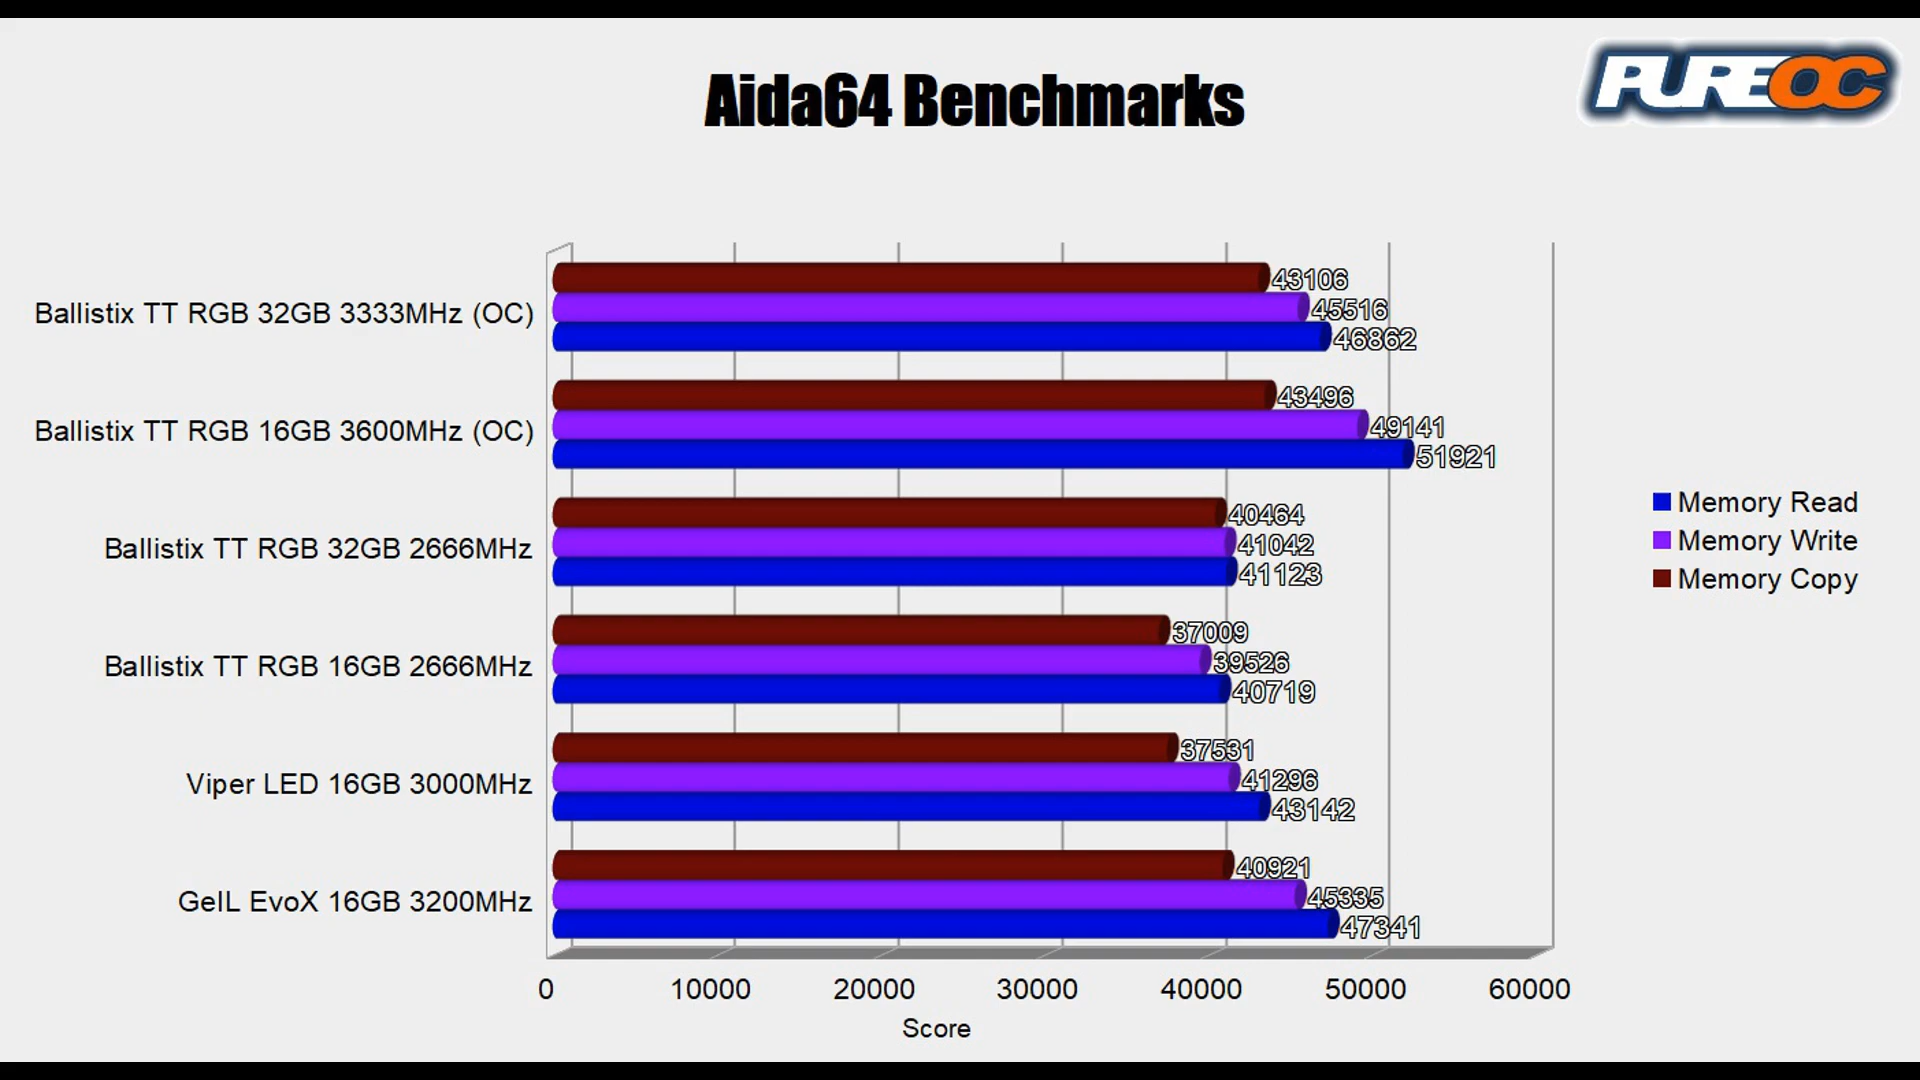 PUREOC
Aida64 Benchmarks
Ballistix TT RGB 32GB 3333MHz (OC)
43106
45516
46862
Ballistix TT RGB 16GB 3600MHz (OC)
43496
49141
51921
Ballistix TT RGB 32GB 2666MHz
40464
41042
41123
Ballistix TT RGB 16GB 2666MHz
37009
39526
40719
Viper LED 16GB 3000MHz
37531
41296
43142
GeIL EvoX 16GB 3200MHz
40921
45335
47341
Memory Read
Memory Write
Memory Copy
0 10000 20000 30000 40000 50000 60000
Score